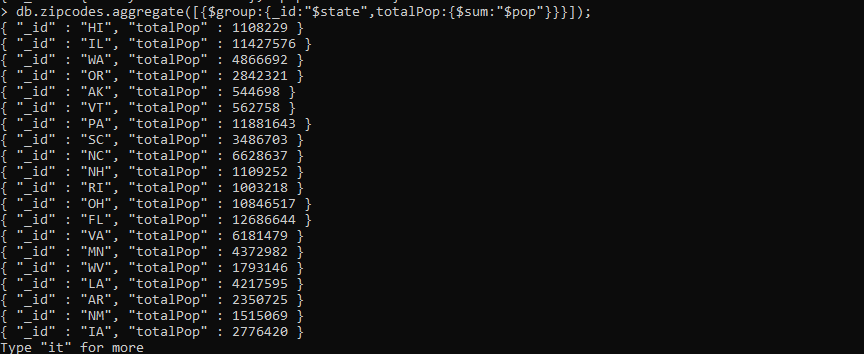 > db.zipcodes.aggregate([{$group:{_id:"$state",totalPop:{$sum:"$pop"}}}]);
{ "_id" : "HI", "totalPop" : 1108229 }
{ "_id" : "IL", "totalPop" : 11427576 }
{ "_id" : "WA", "totalPop" : 4866692 }
{ "_id" : "OR", "totalPop" : 2842321 }
{ "_id" : "AK", "totalPop" : 544698 }
{ "_id" : "VT", "totalPop" : 562758 }
{ "_id" : "PA", "totalPop" : 11881643 }
{ "_id" : "SC", "totalPop" : 3486703 }
{ "_id" : "NC", "totalPop" : 6628637 }
{ "_id" : "NH", "totalPop" : 1109252 }
{ "_id" : "RI", "totalPop" : 1003218 }
{ "_id" : "OH", "totalPop" : 10846517 }
{ "_id" : "FL", "totalPop" : 12686644 }
{ "_id" : "VA", "totalPop" : 6181479 }
{ "_id" : "MN", "totalPop" : 4372982 }
{ "_id" : "WV", "totalPop" : 1793146 }
{ "_id" : "LA", "totalPop" : 4217595 }
{ "_id" : "AR", "totalPop" : 2350725 }
{ "_id" : "NM", "totalPop" : 1515069 }
{ "_id" : "IA", "totalPop" : 2776420 }
Type "it" for more